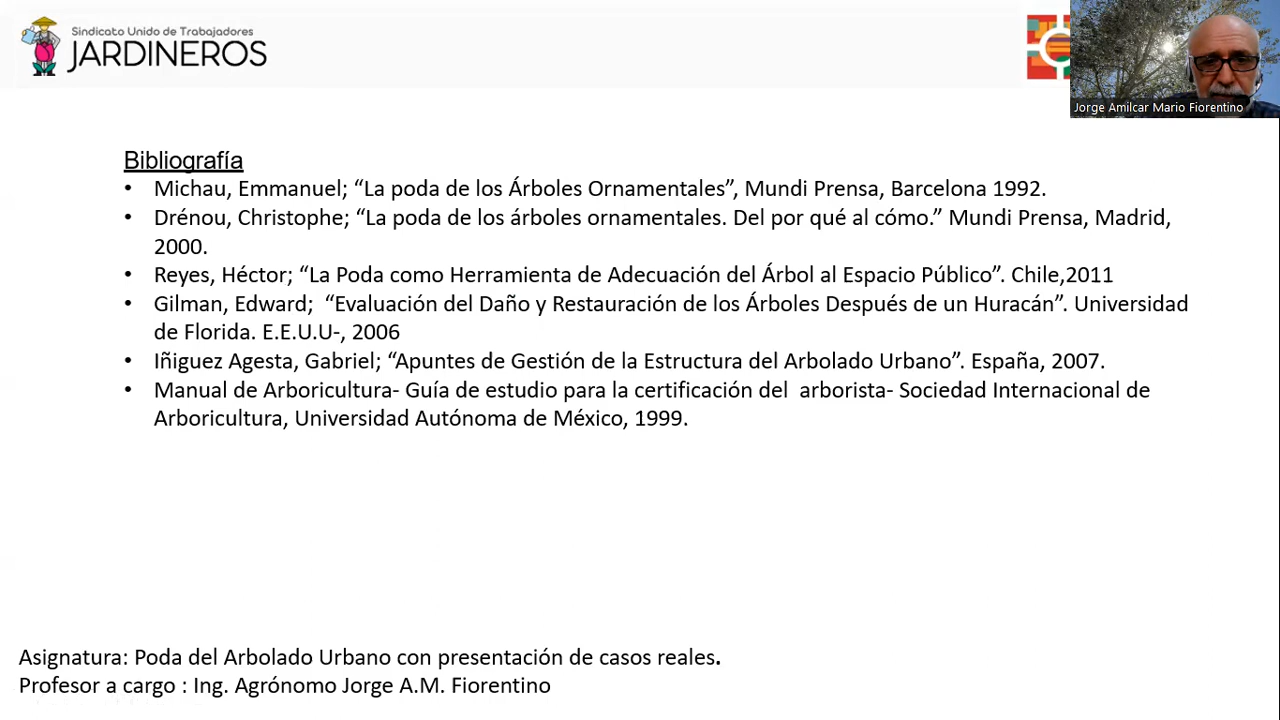 Sindicato Unido de Trabajadores
JARDINEROS
Jorge Amilcar Mario Fiorentino
Bibliografía
• Michau, Emmanuel; “La poda de los Árboles Ornamentales”, Mundi Prensa, Barcelona 1992.
• Drénou, Christophe; “La poda de los árboles ornamentales. Del por qué al cómo.” Mundi Prensa, Madrid,
2000.
• Reyes, Héctor; “La Poda como Herramienta de Adecuación del Árbol al Espacio Público”. Chile,2011
• Gilman, Edward;  “Evaluación del Daño y Restauración de los Árboles Después de un Huracán”. Universidad
de Florida. E.E.U.U-, 2006
• Iñiguez Agesta, Gabriel; “Apuntes de Gestión de la Estructura del Arbolado Urbano”. España, 2007.
• Manual de Arboricultura- Guía de estudio para la certificación del  arborista- Sociedad Internacional de
Arboricultura, Universidad Autónoma de México, 1999.
Asignatura: Poda del Arbolado Urbano con presentación de casos reales.
Profesor a cargo : Ing. Agrónomo Jorge A.M. Fiorentino